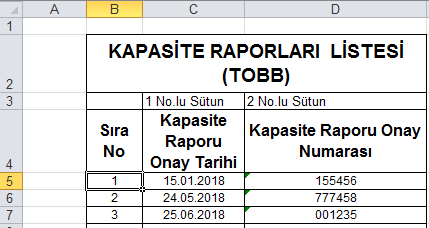 A B C D
1
2 KAPASİTE RAPORLARI LİSTESİ
(TOBB)
3 1 No.lu Sütun 2 No.lu Sütun
4 Sıra No Kapasite Raporu Onay Tarihi Kapasite Raporu Onay Numarası
5 1 15.01.2018 155456
6 2 24.05.2018 777458
7 3 25.06.2018 001235